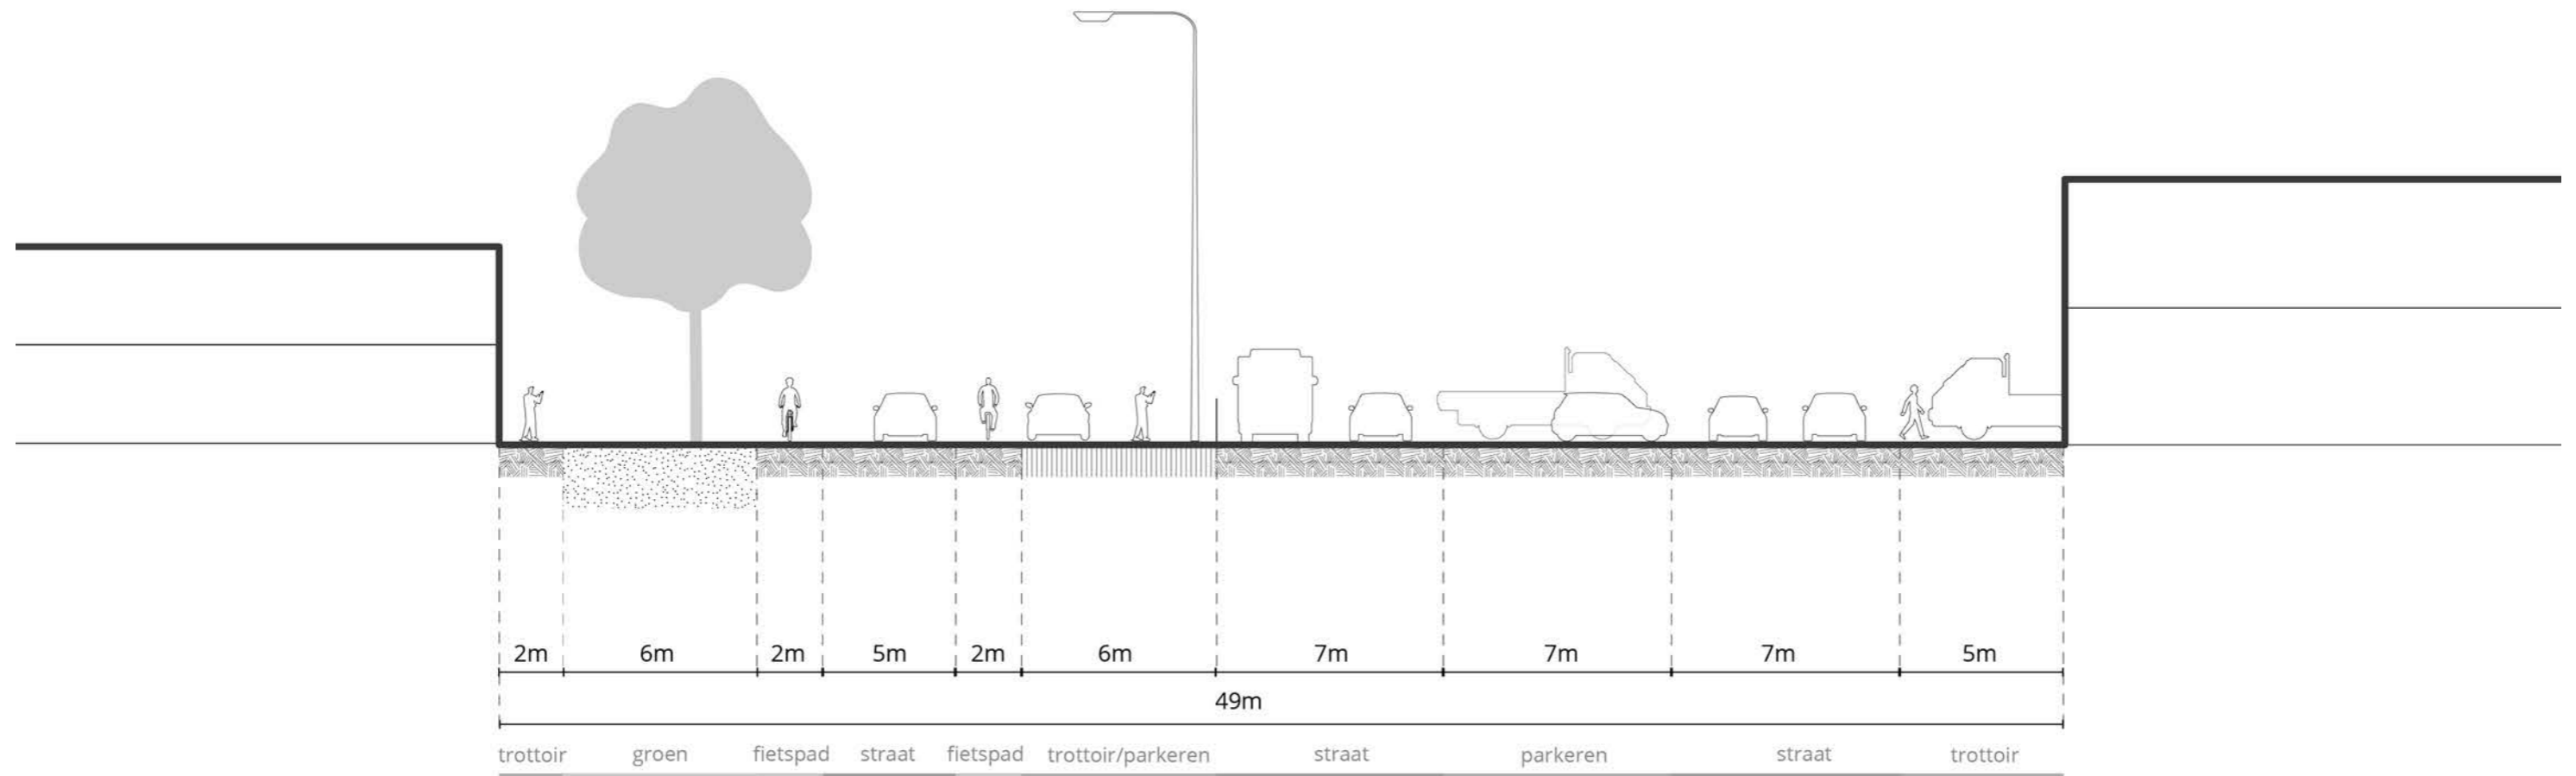 2m 6m 2m 5m 2m 6m 7m 7m 7m 5m
49m
trottoir groen fietspad straat fietspad trottoir/parkeren straat parkeren straat trottoir